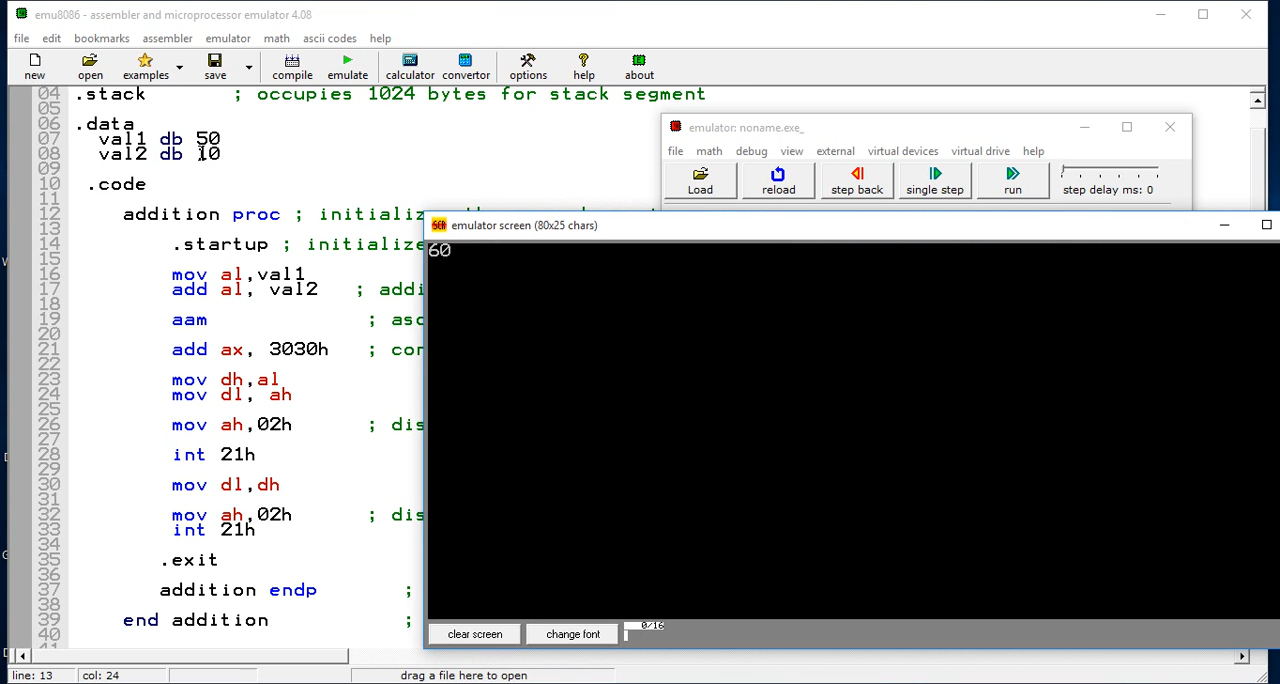 emu8086 - assembler and microprocessor emulator 4.08
file edit bookmarks assembler emulator math ascii codes help
new open examples save compile emulate calculator convertor options help about
04 .stack ; occupies 1024 bytes for stack segment
05
06 .data
07 val1 db 50
08 val2 db 10
09
10 .code
11
12 addition proc ;
13
14 .startup ;
15
16 mov al,val1
17 add al, val2 ;
18
19 aam ;
20
21 add ax, 3030h ;
22
23 mov dh,al
24 mov dl, ah
25
26 mov ah,02h ;
27
28 int 21h
29
30 mov dl,dh
31
32 mov ah,02h ;
33 int 21h
34
35 .exit
36
37 addition endp ;
38
39 end addition ;
40
line: 13 col: 24 drag a file here to open
emulator: noname.exe_
file math debug view external virtual devices virtual drive help
Load reload step back single step run step delay ms: 0
SCR emulator screen (80x25 chars)
60
clear screen change font 0/16